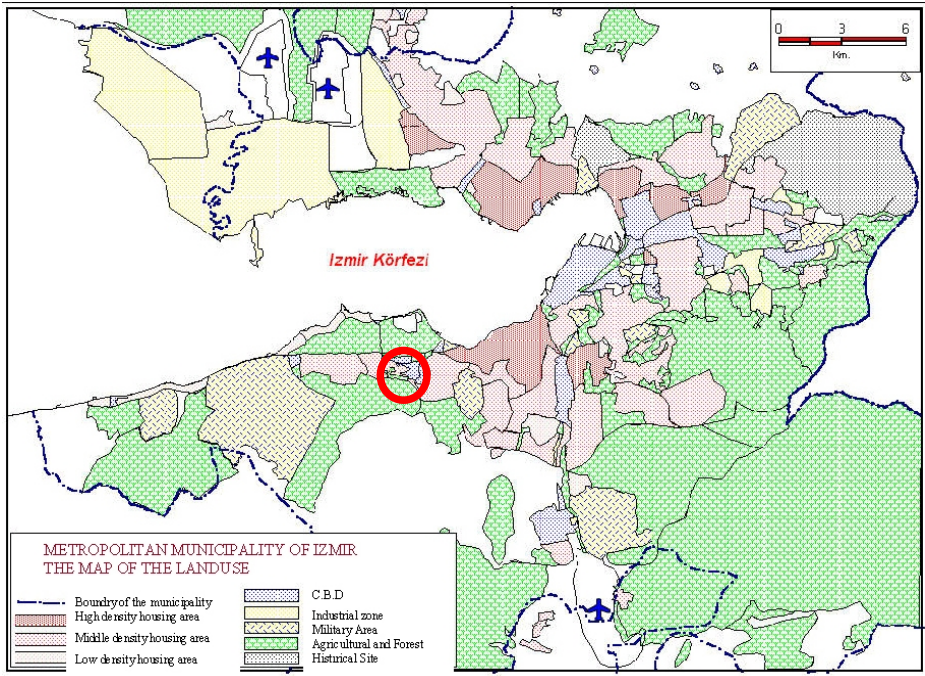 0 3 6
Km.
Izmir Körfezi
METROPOLITAN MUNICIPALITY OF IZMIR
THE MAP OF THE LANDUSE
Boundry of the municipality
High density housing area
Middle density housing area
Low density housing area
C.B.D
Industrial zone
Military Area
Agricultural and Forest
Historical Site